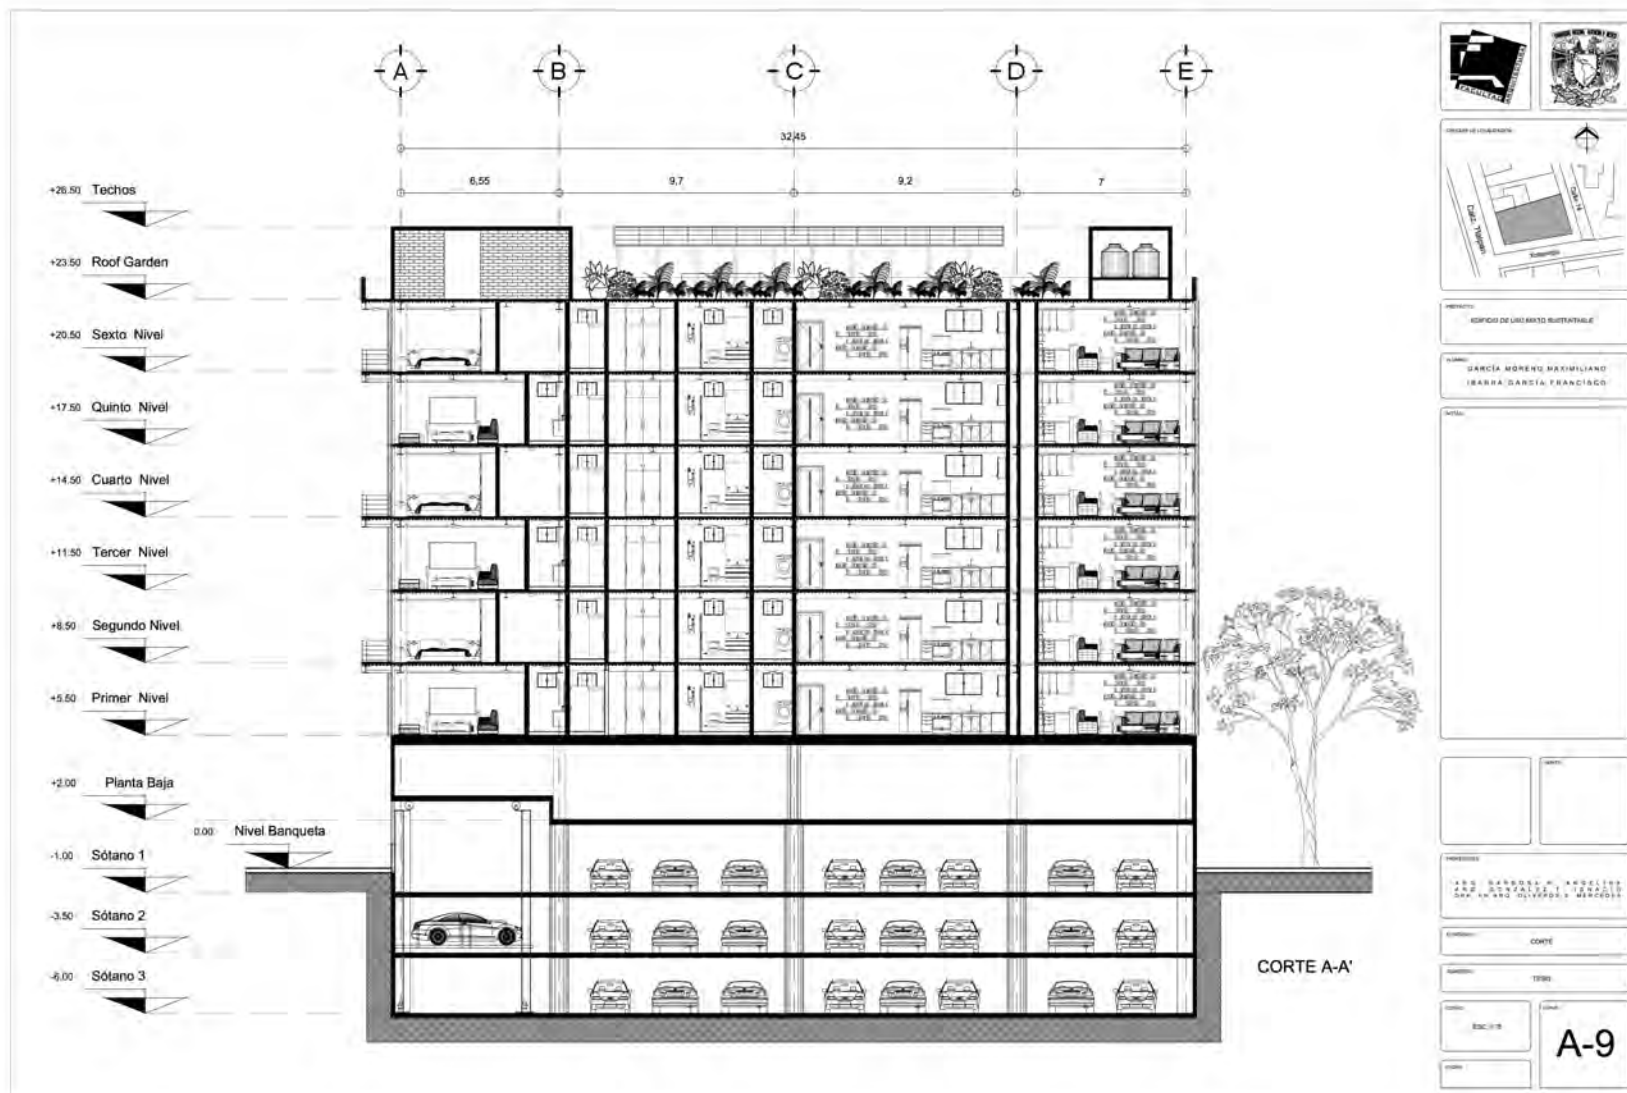 A B C D E
32,45
6,55 9,7 9,2 7
+26.50 Techos
+23.50 Roof Garden
+20.50 Sexto Nivel
+17.50 Quinto Nivel
+14.50 Cuarto Nivel
+11.50 Tercer Nivel
+8.50 Segundo Nivel
+5.50 Primer Nivel
+2.00 Planta Baja
0.00 Nivel Banqueta
-1.00 Sótano 1
-3.50 Sótano 2
-6.00 Sótano 3
CORTE A-A'
FACULTAD
Calz. Tlalpan
EDIFICIO DE USO MIXTO SUSTENTABLE
GARCÍA MORENO MAXIMILIANO
IBARRA GARCÍA FRANCISCO
CORTE
A-9